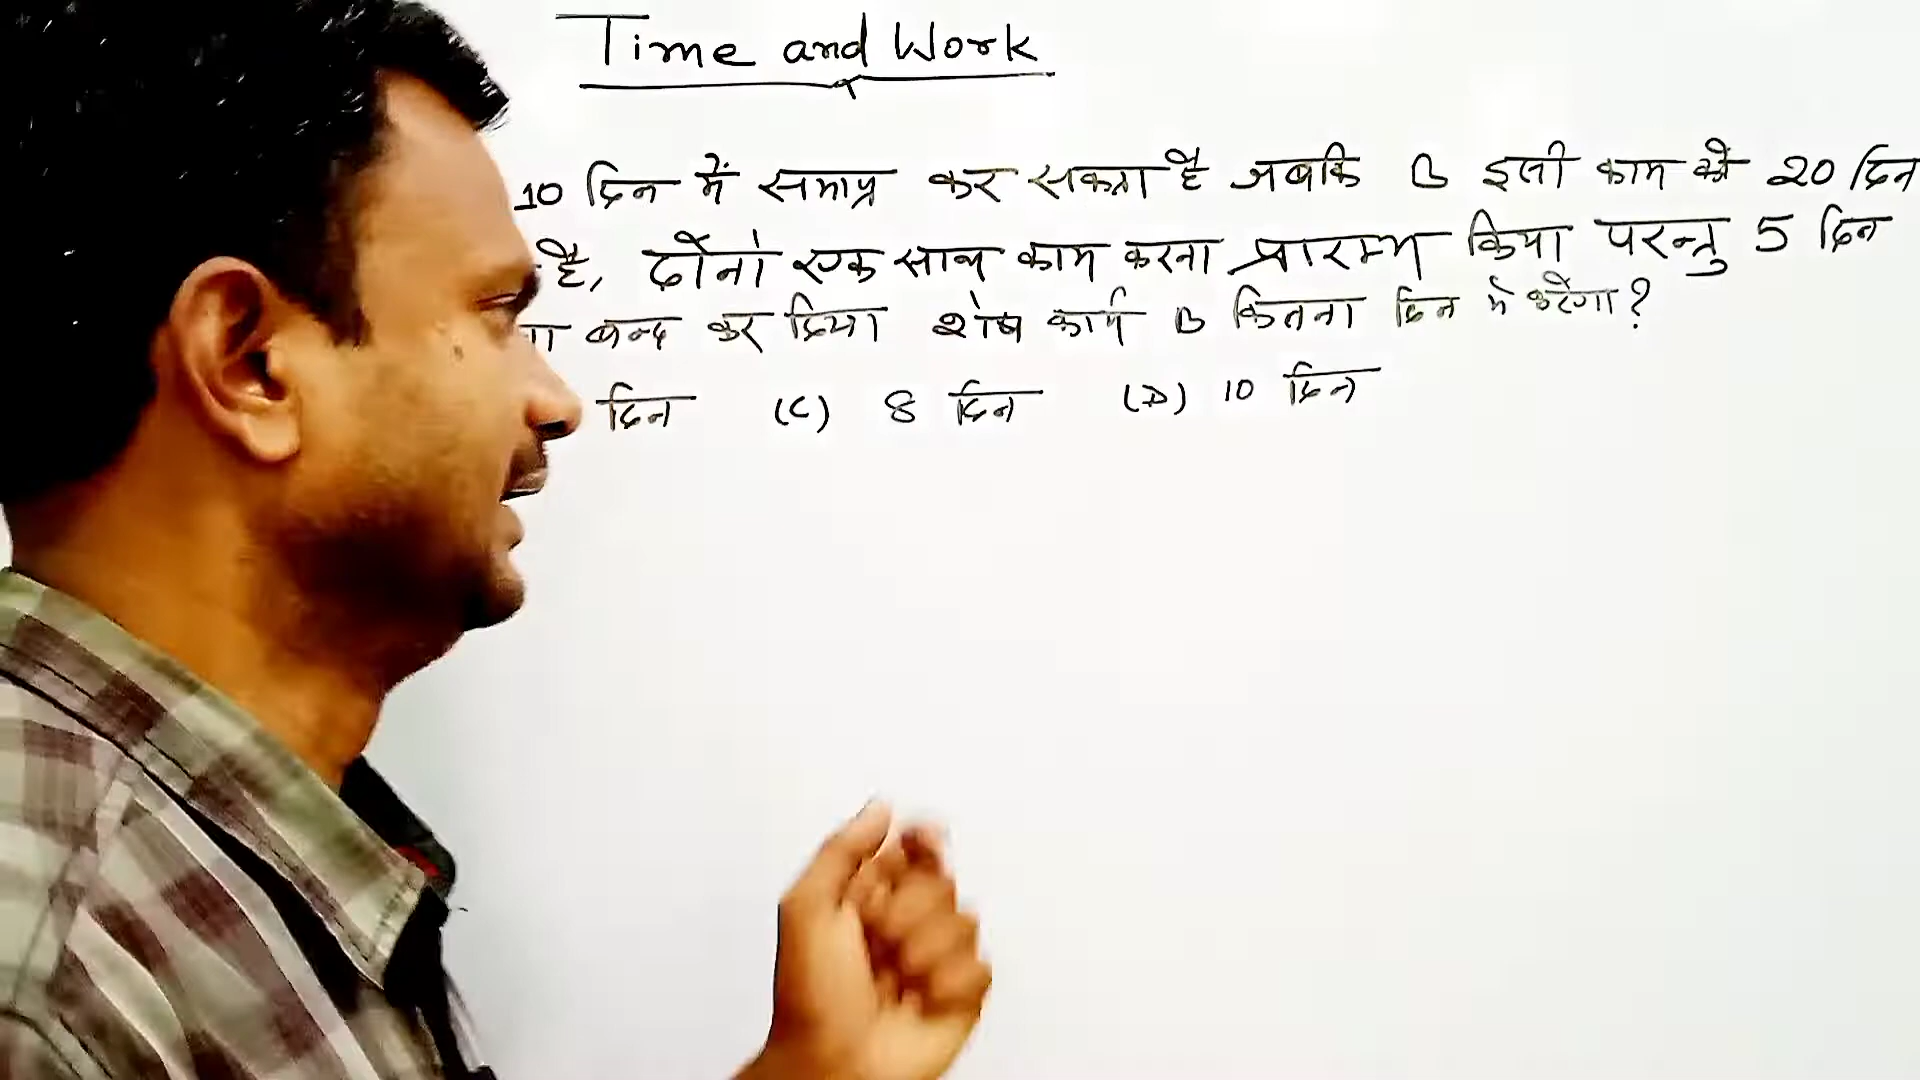 Time and Work
10 दिन में समाप्त कर सकता है जबकि B इसी काम को 20 दिन
है, दोनों एक साथ काम करना प्रारम्भ किया परन्तु 5 दिन
बन्द कर दिया शेष कार्य B कितना दिन में करेगा?
दिन (C) 8 दिन (D) 10 दिन